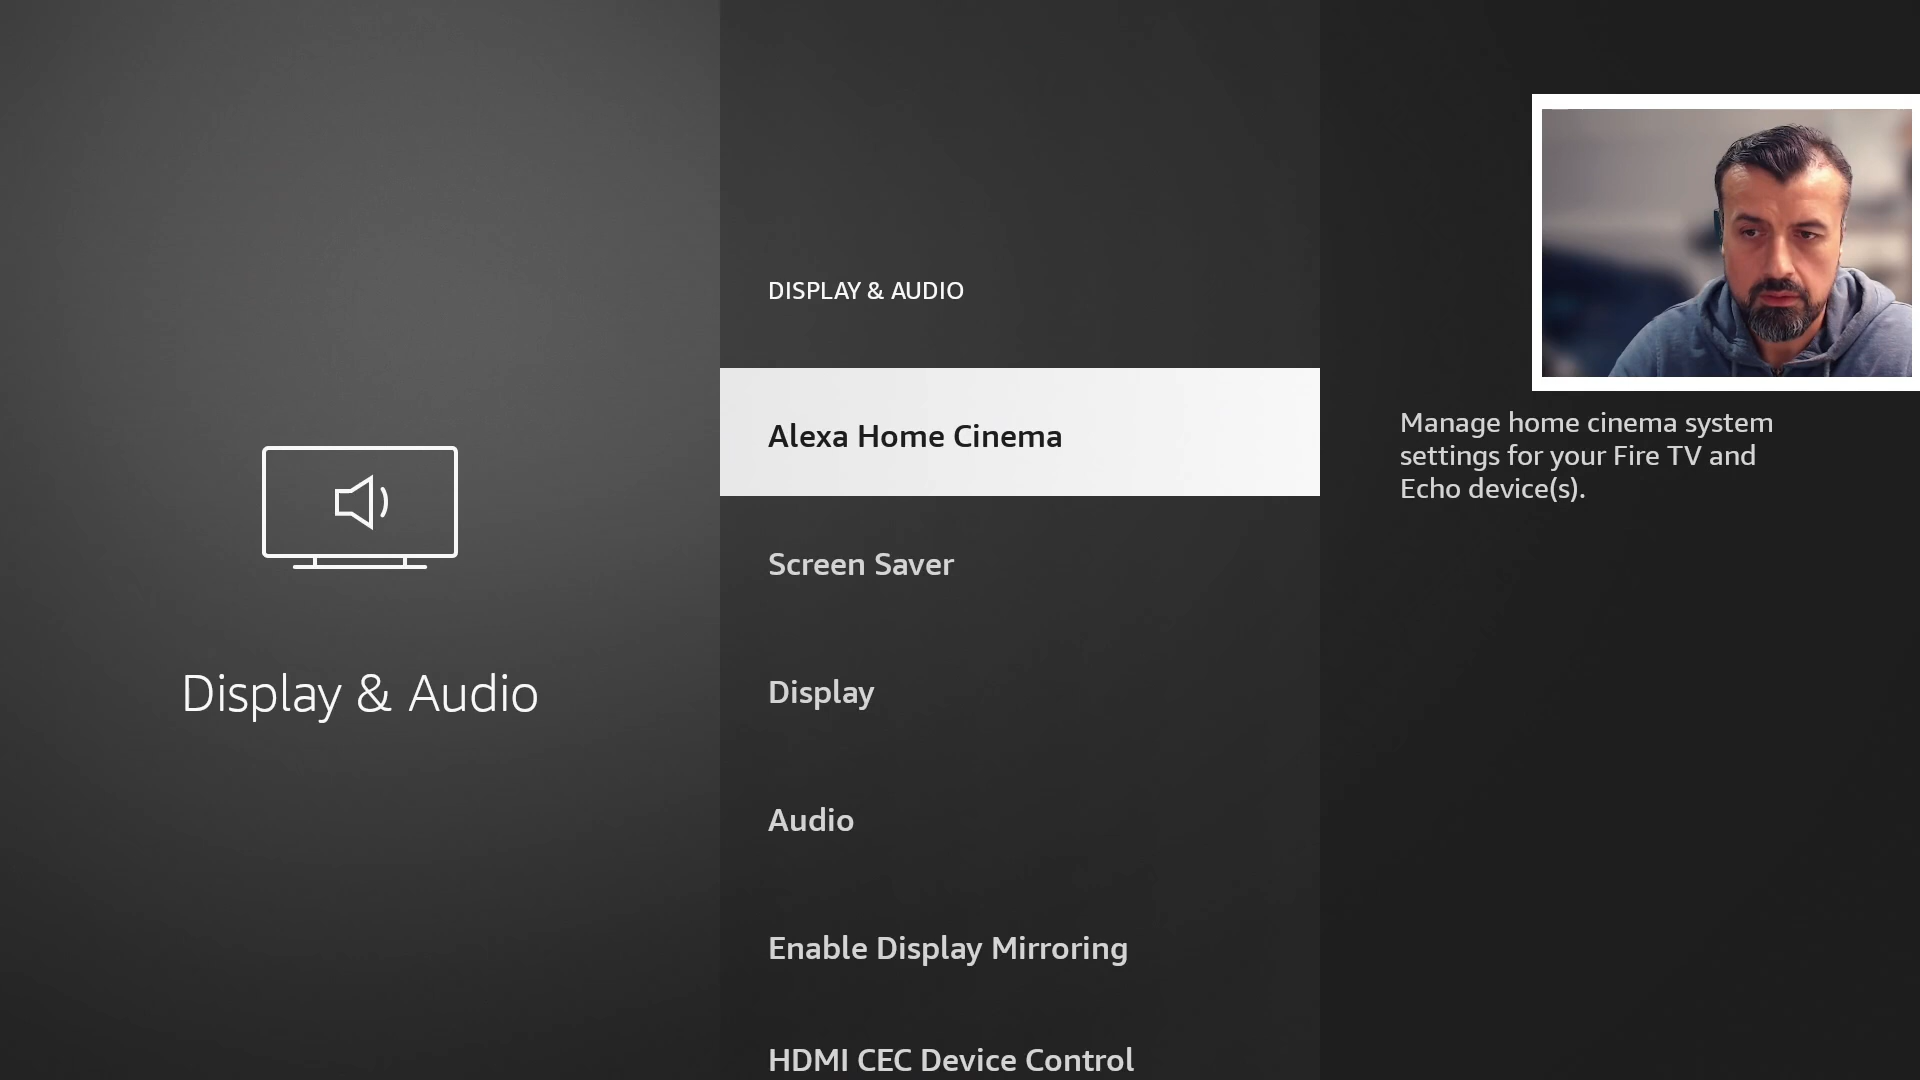 Display & Audio
DISPLAY & AUDIO
Alexa Home Cinema
Screen Saver
Display
Audio
Enable Display Mirroring
HDMI CEC Device Control
Manage home cinema system
settings for your Fire TV and
Echo device(s).